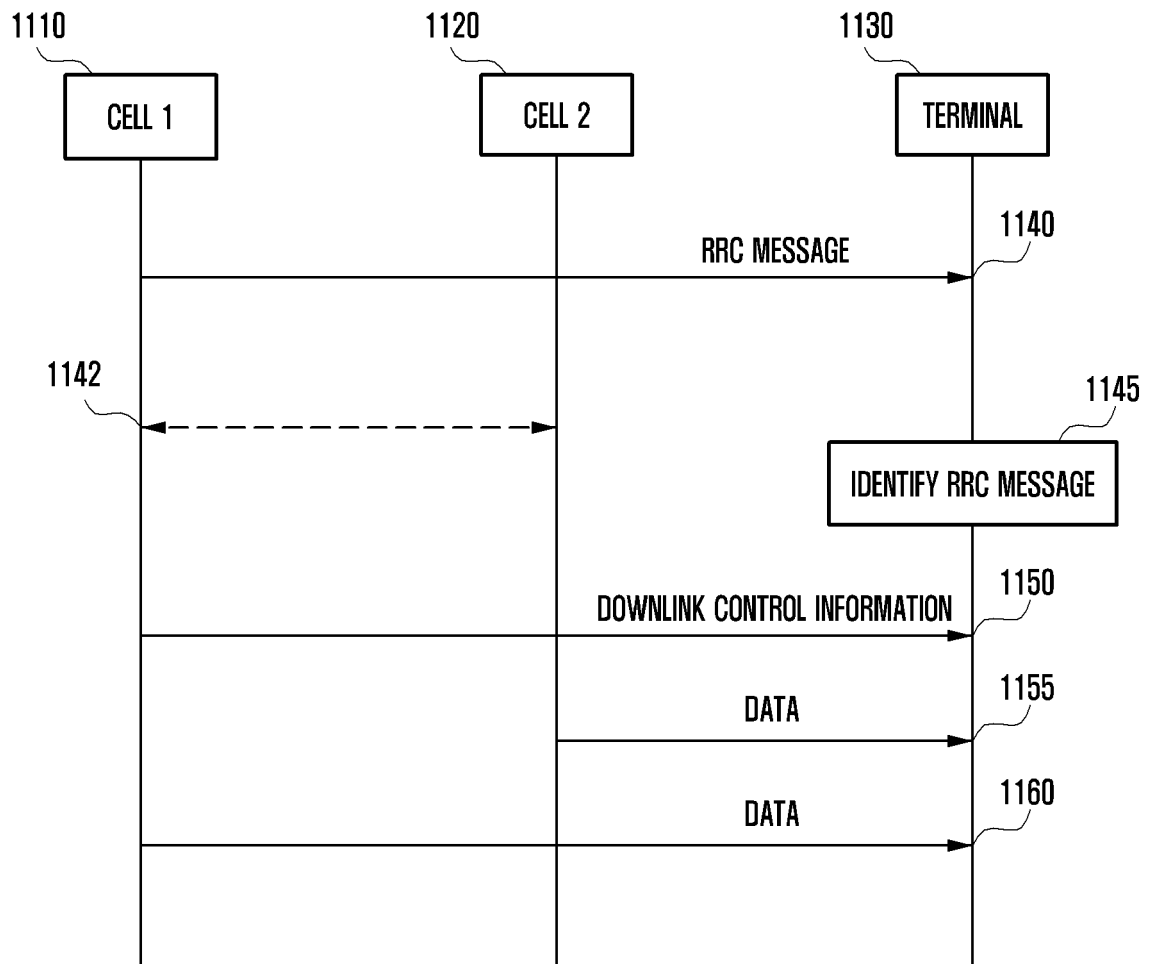 1110
1120
1130
CELL 1
CELL 2
TERMINAL
1140
RRC MESSAGE
1142
1145
IDENTIFY RRC MESSAGE
1150
DOWNLINK CONTROL INFORMATION
1155
DATA
1160
DATA